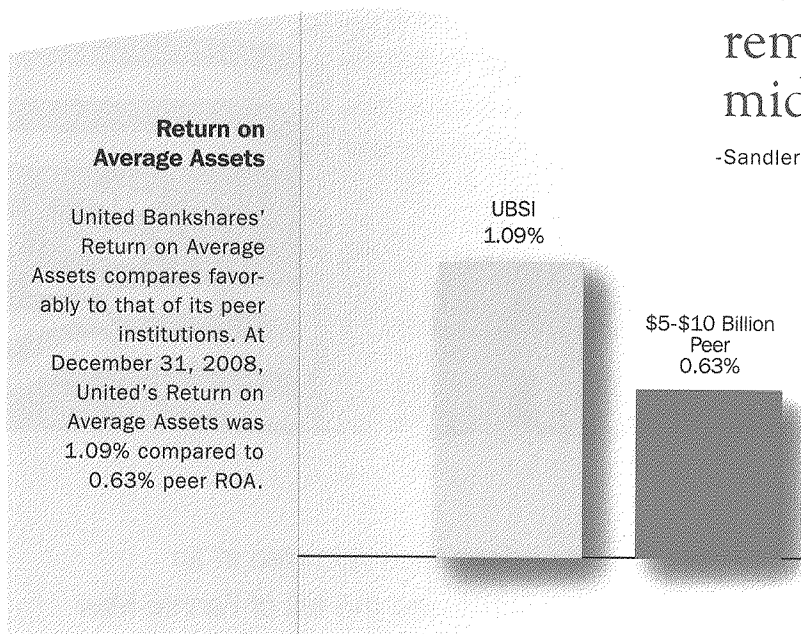 rem
mid
-Sandler
Return on
Average Assets
United Bankshares'
Return on Average
Assets compares favor-
ably to that of its peer
institutions. At
December 31, 2008,
United's Return on
Average Assets was
1.09% compared to
0.63% peer ROA.
UBSI
1.09%
$5-$10 Billion
Peer
0.63%